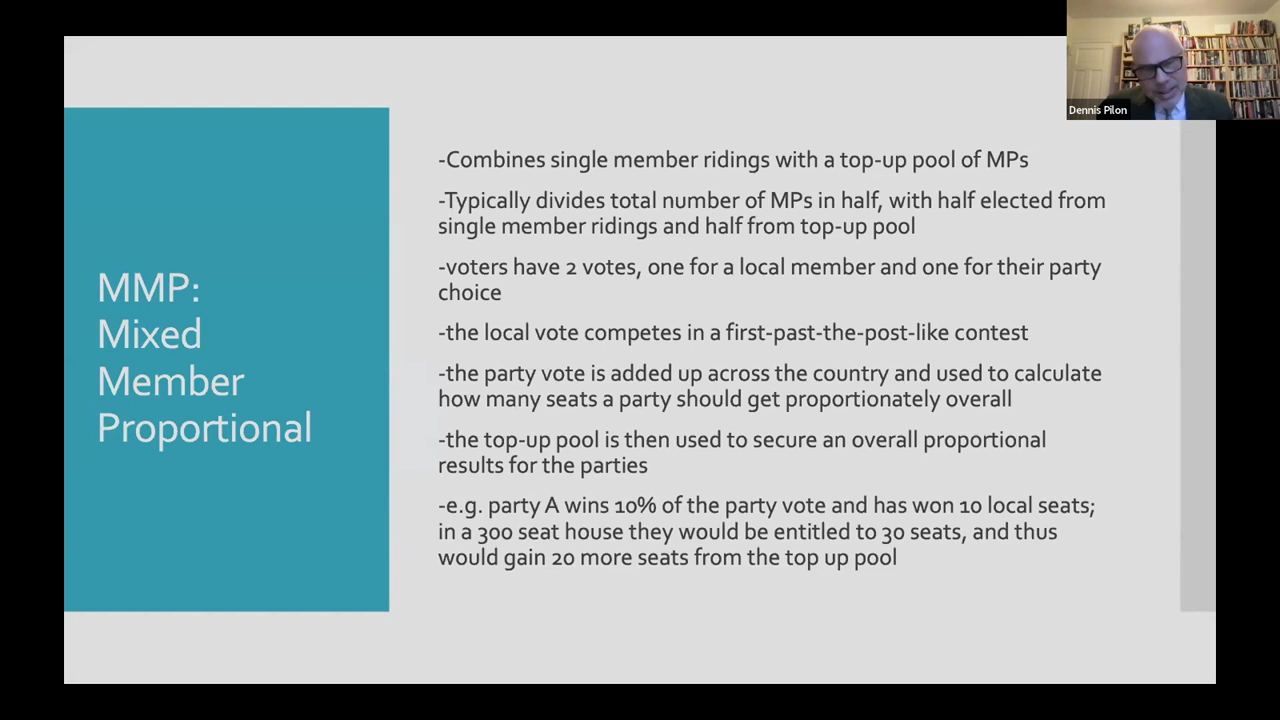 Dennis Pilon
MMP:
Mixed
Member
Proportional
-Combines single member ridings with a top-up pool of MPs
-Typically divides total number of MPs in half, with half elected from
single member ridings and half from top-up pool
-voters have 2 votes, one for a local member and one for their party
choice
-the local vote competes in a first-past-the-post-like contest
-the party vote is added up across the country and used to calculate
how many seats a party should get proportionately overall
-the top-up pool is then used to secure an overall proportional
results for the parties
-e.g. party A wins 10% of the party vote and has won 10 local seats;
in a 300 seat house they would be entitled to 30 seats, and thus
would gain 20 more seats from the top up pool